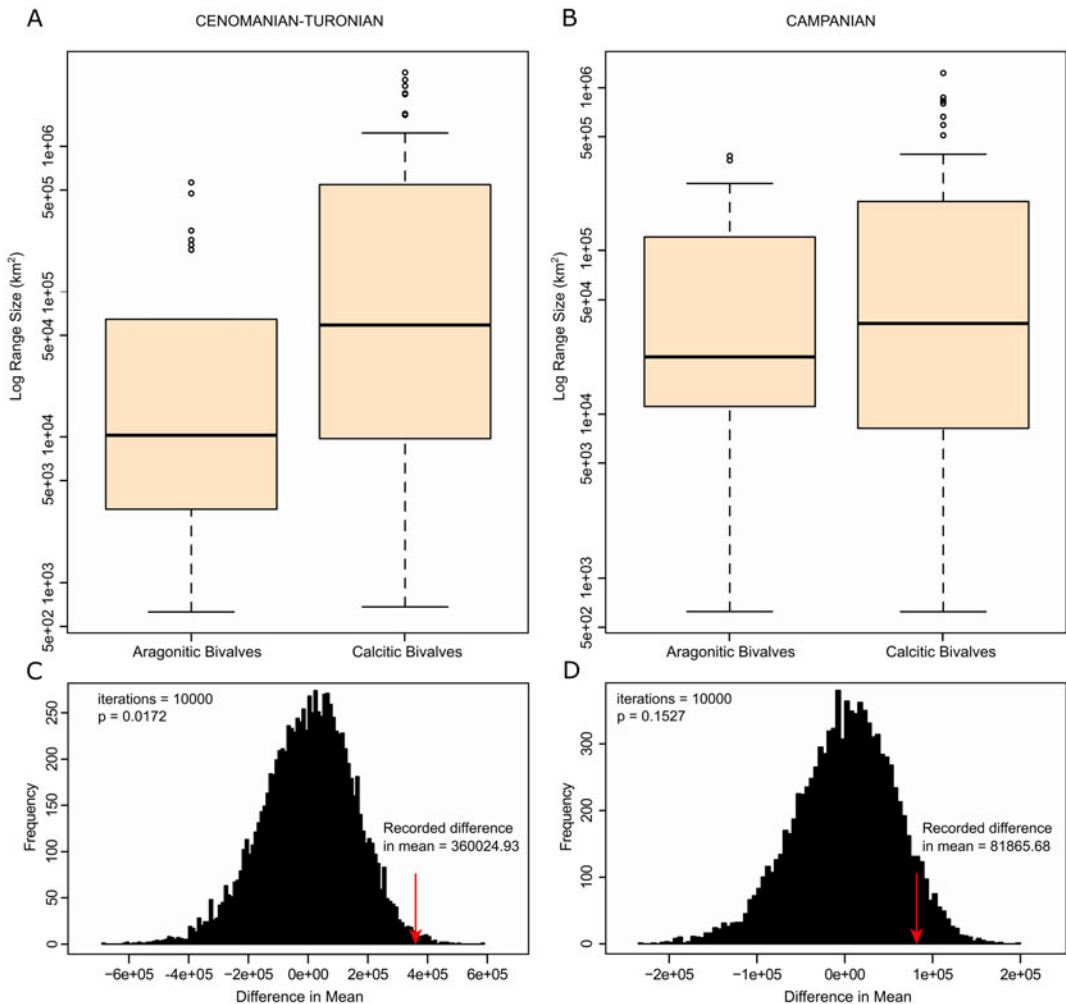 A
CENOMANIAN-TURONIAN
Log Range Size (km²)
1e+06
5e+05
1e+05
5e+04
1e+04
5e+03
1e+03
5e+02
Aragonitic Bivalves
Calcitic Bivalves
B
CAMPANIAN
Log Range Size (km²)
1e+06
5e+05
1e+05
5e+04
1e+04
5e+03
1e+03
5e+02
Aragonitic Bivalves
Calcitic Bivalves
C
iterations = 10000
p = 0.0172
Frequency
250
200
150
100
50
0
Recorded difference
in mean = 360024.93
−6e+05 −4e+05 −2e+05 0e+00 2e+05 4e+05 6e+05
Difference in Mean
D
iterations = 10000
p = 0.1527
Frequency
300
200
100
0
Recorded difference
in mean = 81865.68
−2e+05 −1e+05 0e+00 1e+05 2e+05
Difference in Mean